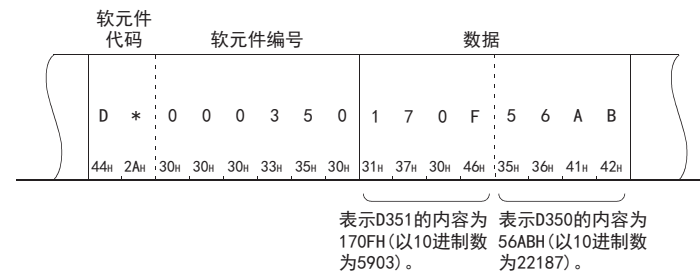 软元件
代码
软元件编号
数据
D * 0 0 0 3 5 0 1 7 0 F 5 6 A B
44H 2AH 30H 30H 30H 33H 35H 30H 31H 37H 30H 46H 35H 36H 41H 42H
表示D351的内容为
170FH(以10进制数
为5903)。
表示D350的内容为
56ABH(以10进制数
为22187)。